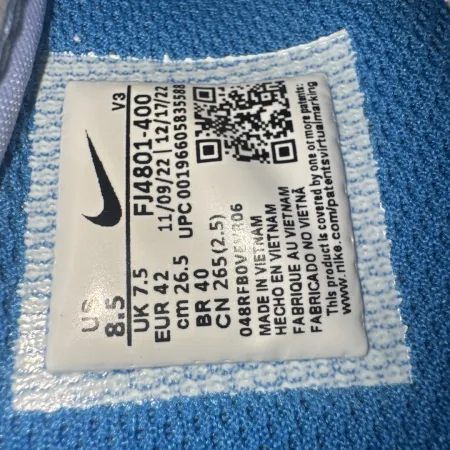 V3
FJ4801-400
11/09/22 | 12/17/22
UPC 00196605835588
US
8.5
UK 7.5
EUR 42
cm 26.5
BR 40
CN 265(2.5)
MADE IN VIETNAM
HECHO EN VIETNAM
FABRIQUE AU VIETNAM
FABRICADO NO VIETNÃ
This product is covered by one or more patents:
www.nike.com/patentsvirtualmarking